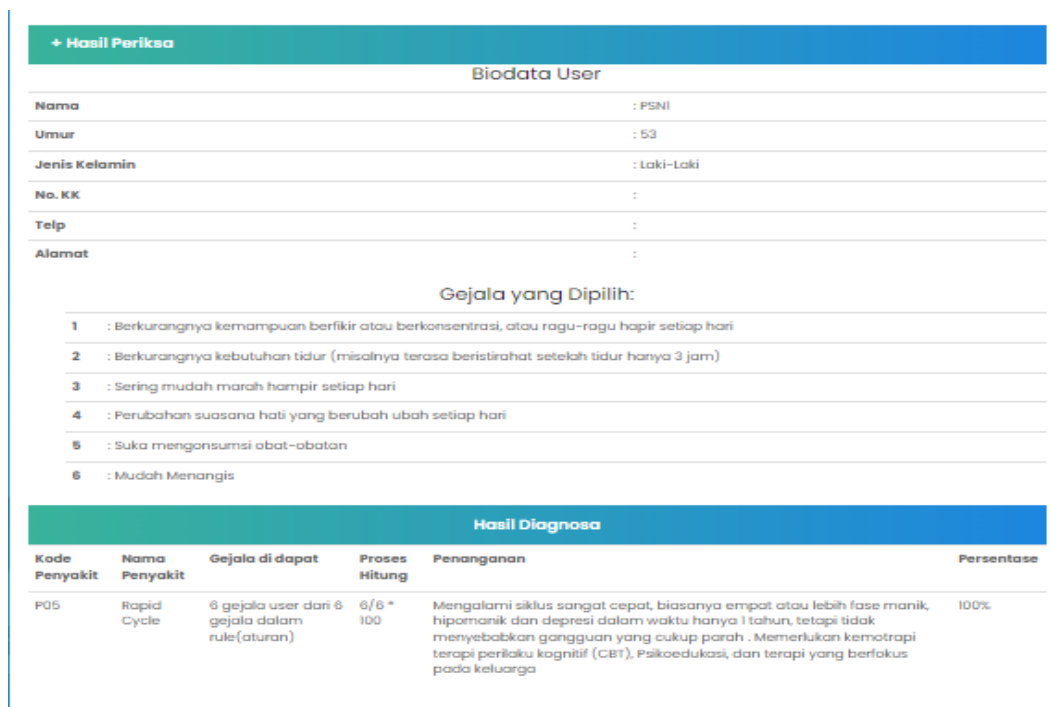 + Hasil Periksa
Biodata User
Nama : PSN1
Umur : 53
Jenis Kelamin : Laki-Laki
No. KK :
Telp :
Alamat :
Gejala yang Dipilih:
1 : Berkurangnya kemampuan berfikir atau berkonsentrasi, atau ragu-ragu hapir setiap hari
2 : Berkurangnya kebutuhan tidur (misalnya terasa beristirahat setelah tidur hanya 3 jam)
3 : Sering mudah marah hampir setiap hari
4 : Perubahan suasana hati yang berubah ubah setiap hari
5 : Suka mengonsumsi obat-obatan
6 : Mudah Menangis
Hasil Diagnosa
Kode Penyakit Nama Penyakit Gejala di dapat Proses Hitung Penanganan Persentase
P05 Rapid Cycle
6 gejala user dari 6
gejala dalam
rule(aturan)
6/6 *
100
Mengalami siklus sangat cepat, biasanya empat atau lebih fase manik,
hipomanik dan depresi dalam waktu hanya 1 tahun, tetapi tidak
menyebabkan gangguan yang cukup parah . Memerlukan kemotrapi
terapi perilaku kognitif (CBT), Psikoedukasi, dan terapi yang berfokus
pada keluarga
100%